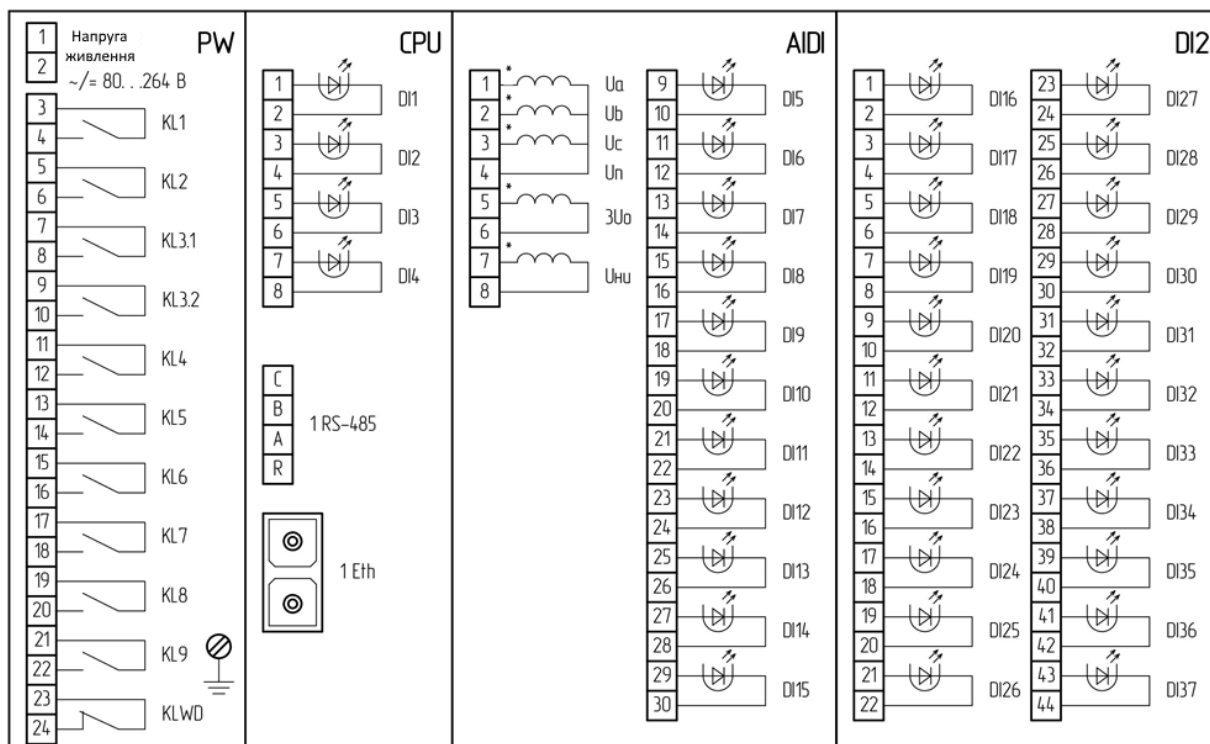 PW
1
2
Напруга
живлення
~/= 80...264 В
3
4
KL1
5
6
KL2
7
8
KL3.1
9
10
KL3.2
11
12
KL4
13
14
KL5
15
16
KL6
17
18
KL7
19
20
KL8
21
22
KL9
23
24
KLWD
CPU
1
2
DI1
3
4
DI2
5
6
DI3
7
8
DI4
C
B
A
R
1 RS-485
1 Eth
AIDI
* 1 Ua
* 2 Ub
* 3 Uc
4 Un
* 5
6
3Uo
* 7
8
Uни
9
10
DI5
11
12
DI6
13
14
DI7
15
16
DI8
17
18
DI9
19
20
DI10
21
22
DI11
23
24
DI12
25
26
DI13
27
28
DI14
29
30
DI15
DI2
1
2
DI16
3
4
DI17
5
6
DI18
7
8
DI19
9
10
DI20
11
12
DI21
13
14
DI22
15
16
DI23
17
18
DI24
19
20
DI25
21
22
DI26
23
24
DI27
25
26
DI28
27
28
DI29
29
30
DI30
31
32
DI31
33
34
DI32
35
36
DI33
37
38
DI34
39
40
DI35
41
42
DI36
43
44
DI37